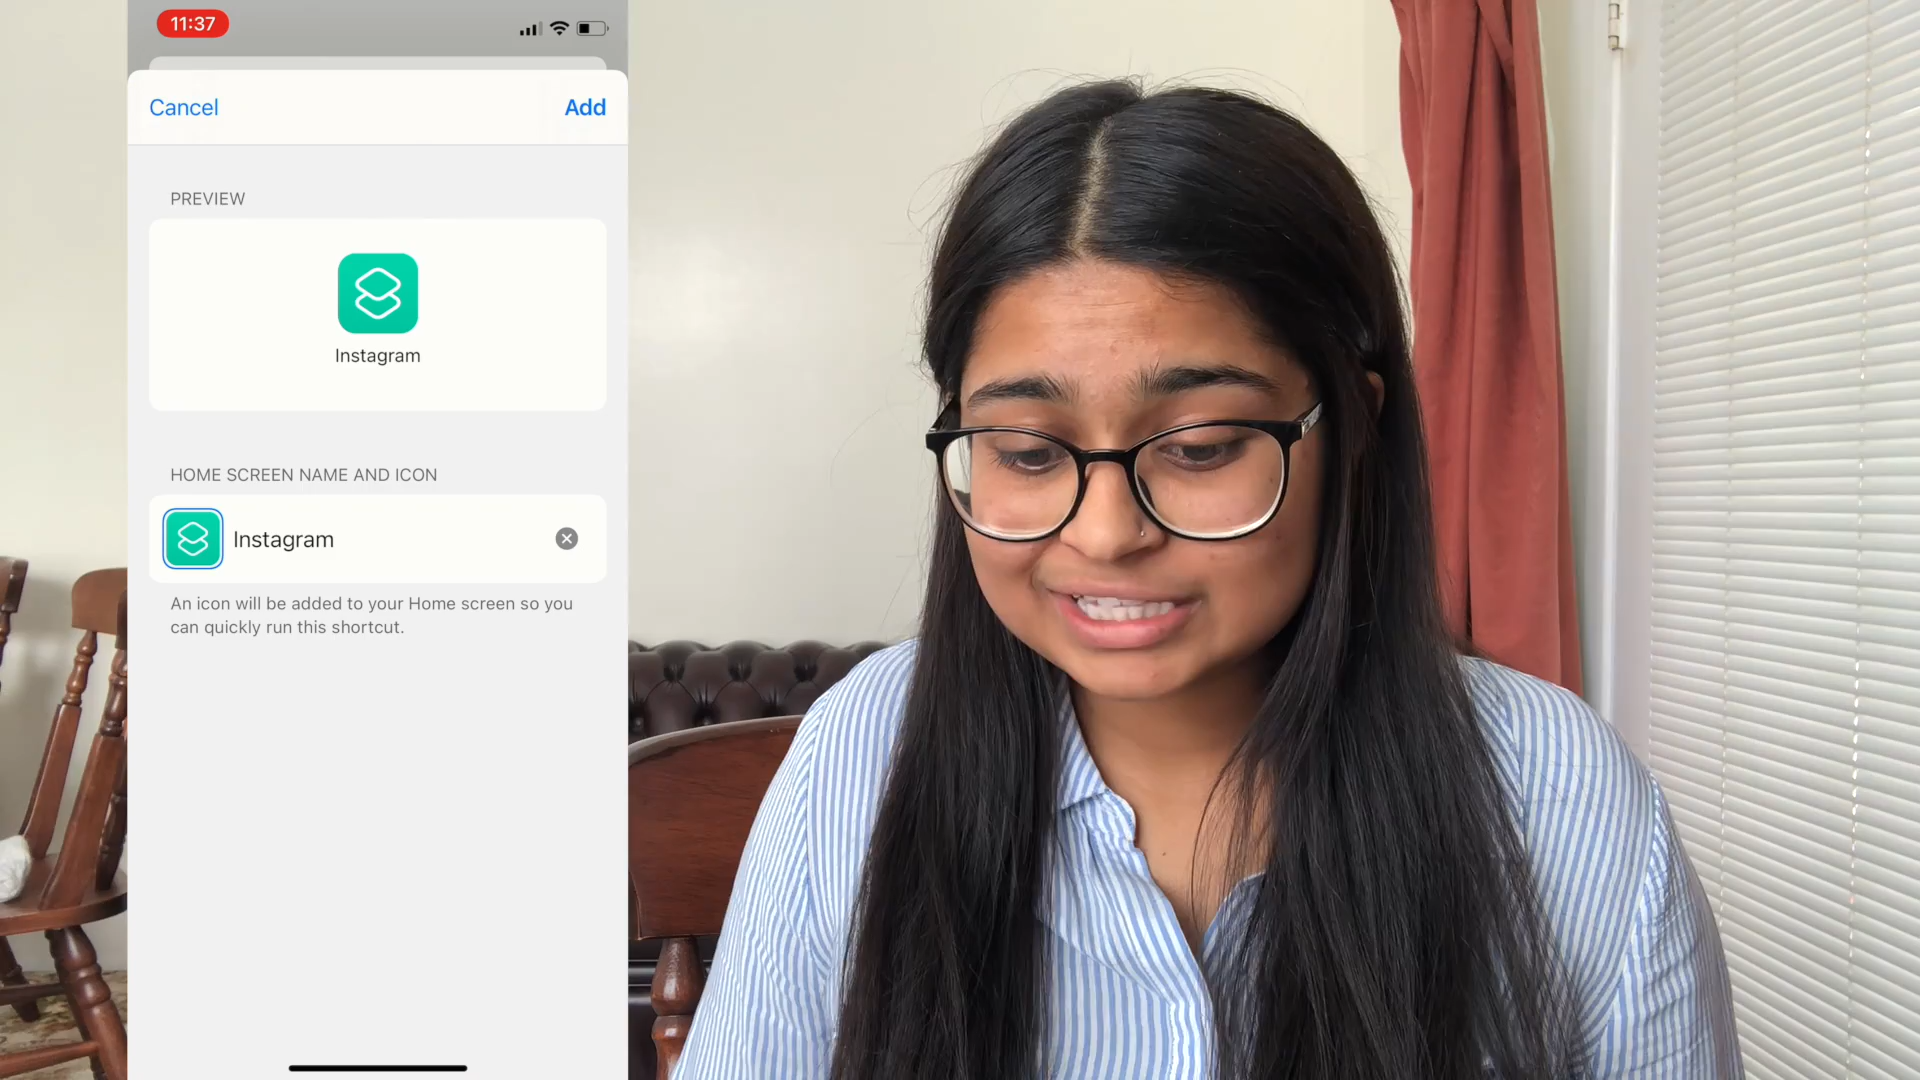 11:37
Cancel
Add
PREVIEW
Instagram
HOME SCREEN NAME AND ICON
Instagram
An icon will be added to your Home screen so you
can quickly run this shortcut.